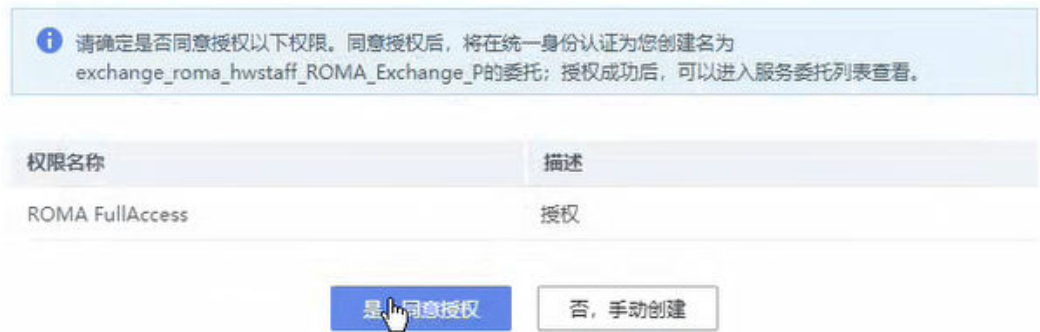 请确定是否同意授权以下权限。同意授权后，将在统一身份认证为您创建名为
exchange_roma_hwstaff_ROMA_Exchange_P的委托；授权成功后，可以进入服务委托列表查看。
权限名称 描述
ROMA FullAccess 授权
是 同意授权 否，手动创建